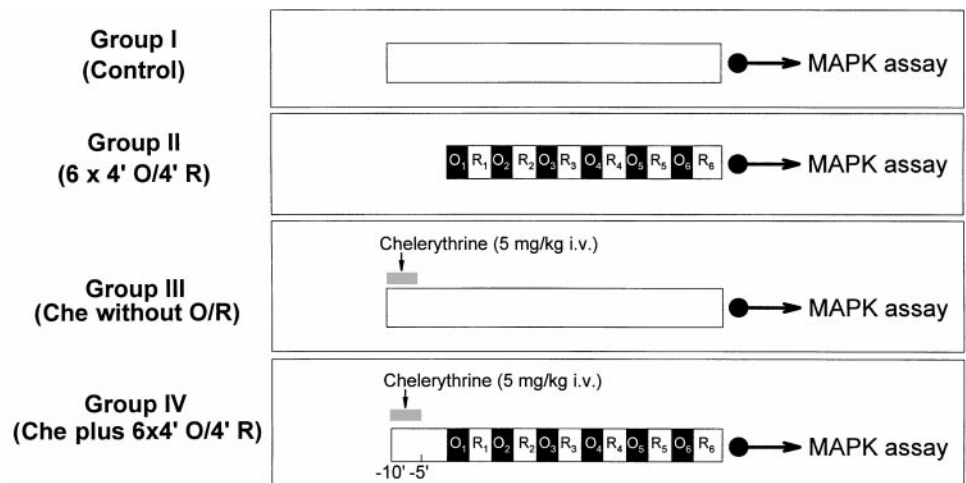 Group I
(Control)
MAPK assay
Group II
(6 x 4' O/4' R)
O₁ R₁ O₂ R₂ O₃ R₃ O₄ R₄ O₅ R₅ O₆ R₆
MAPK assay
Chelerythrine (5 mg/kg i.v.)
Group III
(Che without O/R)
MAPK assay
Chelerythrine (5 mg/kg i.v.)
Group IV
(Che plus 6x4' O/4' R)
O₁ R₁ O₂ R₂ O₃ R₃ O₄ R₄ O₅ R₅ O₆ R₆
MAPK assay
-10' -5'